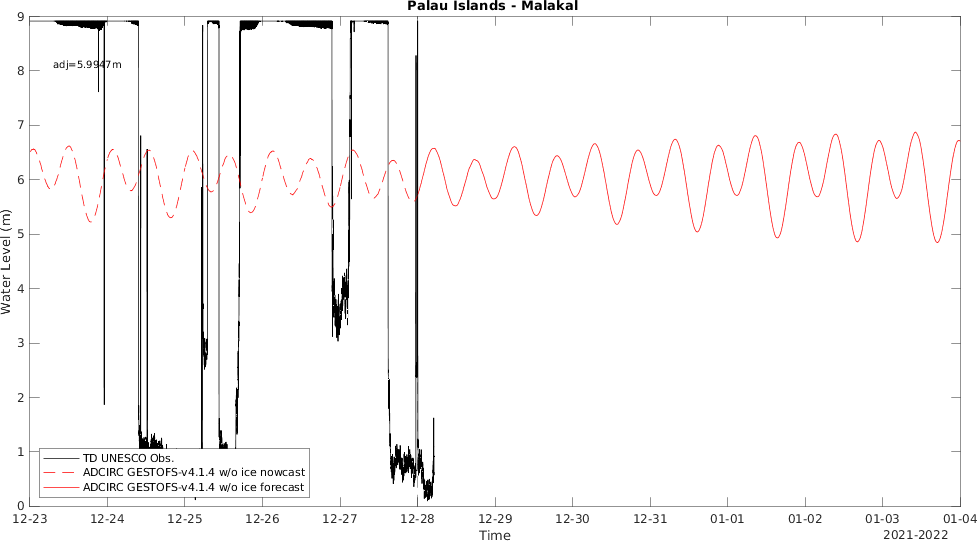 Palau Islands - Malakal
9
8
7
6
5
4
3
2
1
0
Water Level (m)
adj=5.9947m
TD UNESCO Obs.
ADCIRC GESTOFS-v4.1.4 w/o ice nowcast
ADCIRC GESTOFS-v4.1.4 w/o ice forecast
12-23 12-24 12-25 12-26 12-27 12-28 12-29 12-30 12-31 01-01 01-02 01-03 01-04
Time
2021-2022